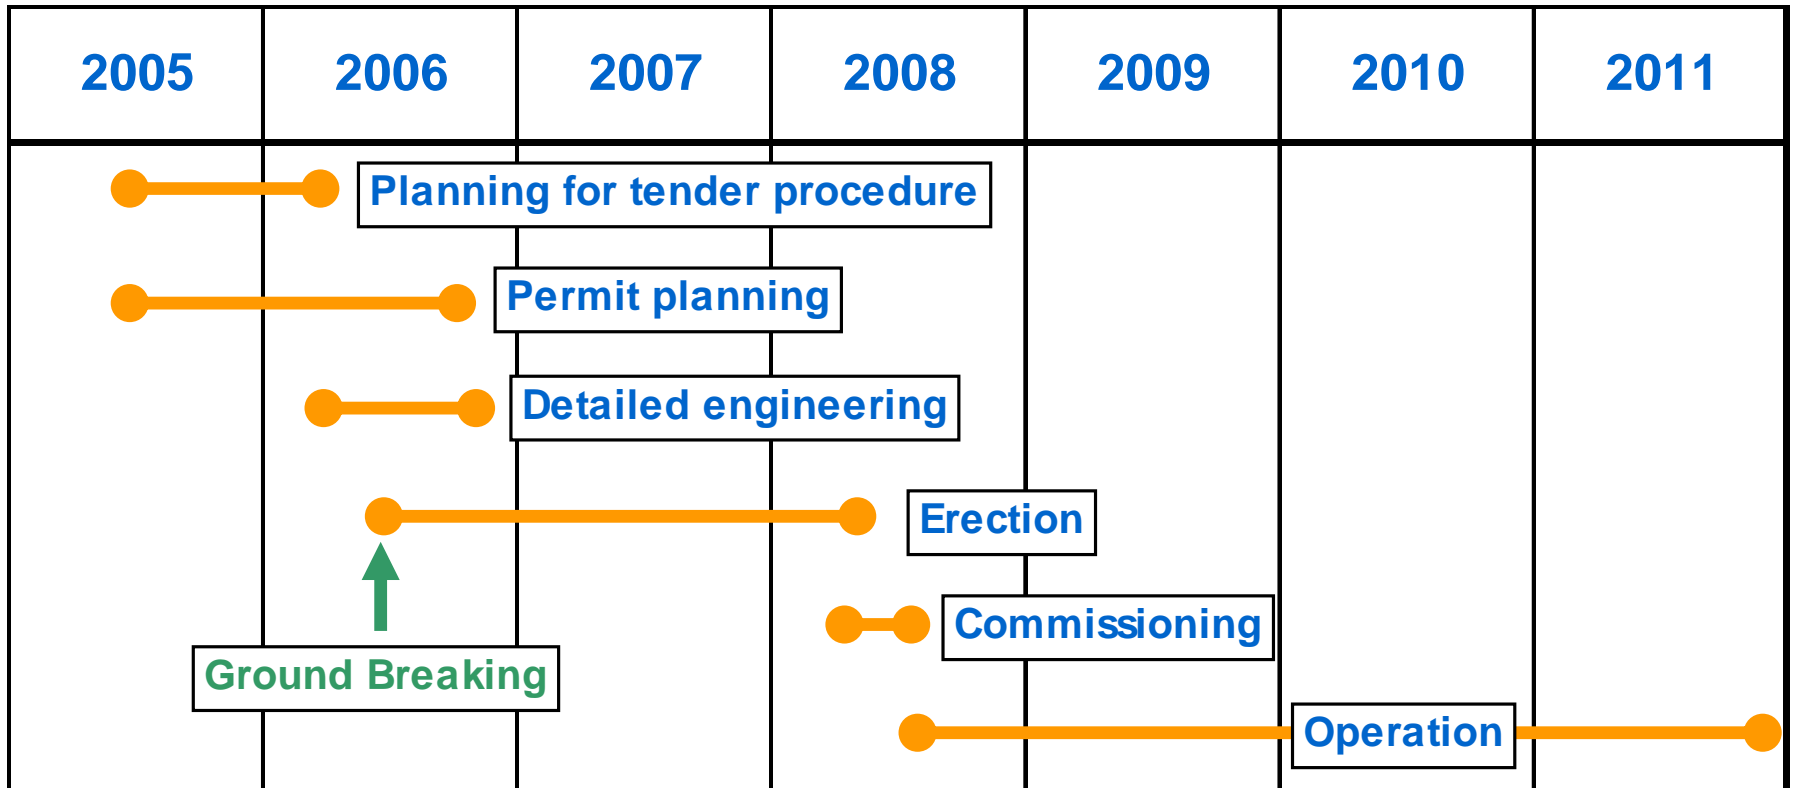 2005 2006 2007 2008 2009 2010 2011
Planning for tender procedure
Permit planning
Detailed engineering
Erection
Commissioning
Ground Breaking
Operation